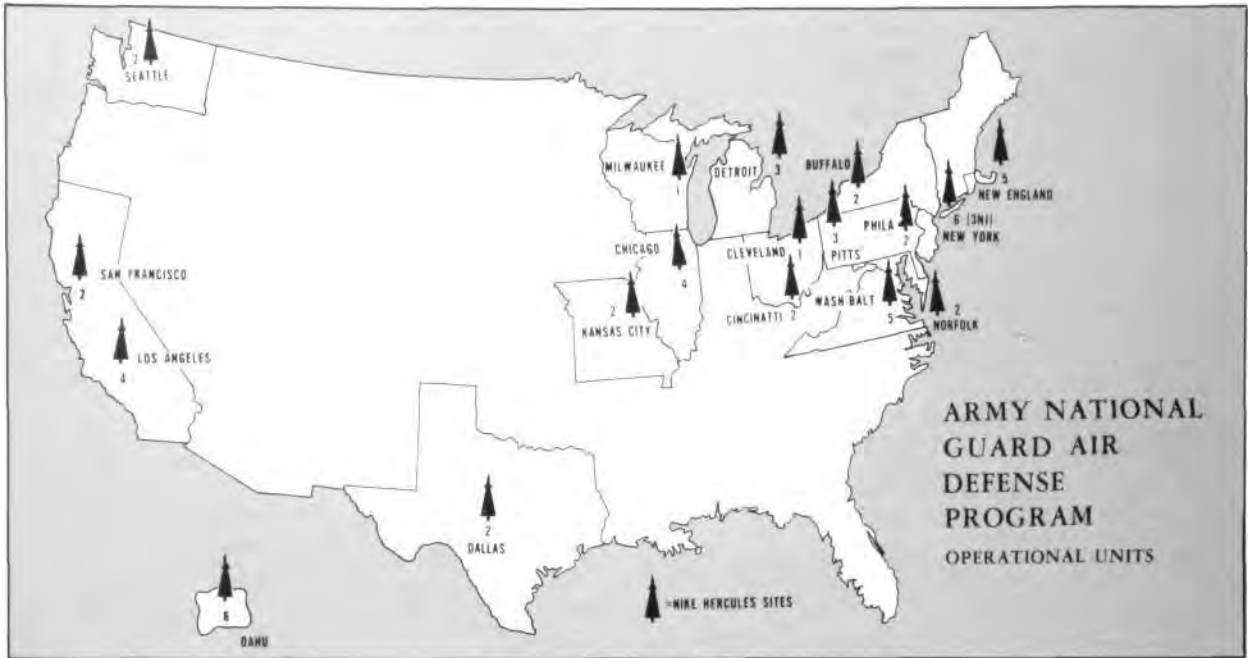 2
SEATTLE
SAN FRANCISCO
2
LOS ANGELES
4
MILWAUKEE
1
DETROIT
3
BUFFALO
2
5
NEW ENGLAND
6 (3NJ)
NEW YORK
PHILA
2
3
PITTS
CLEVELAND
1
CHICAGO
4
2
KANSAS CITY
CINCINATTI 2
WASH BALT
5
2
NORFOLK
2
DALLAS
6
OAHU
=NIKE HERCULES SITES
ARMY NATIONAL
GUARD AIR
DEFENSE
PROGRAM
OPERATIONAL UNITS